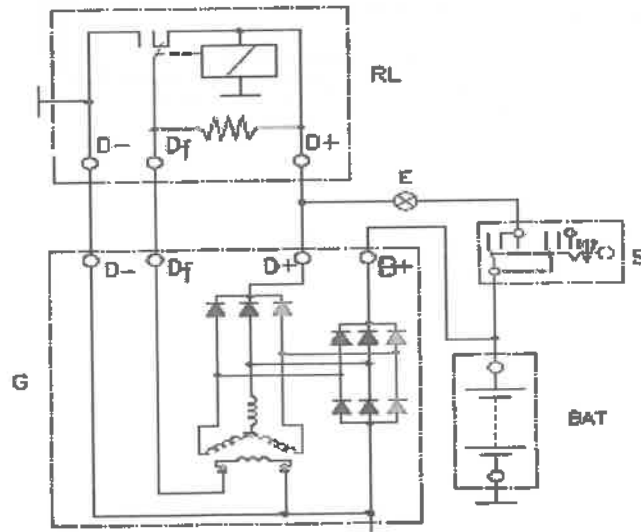 RL
D- Df D+
E
D- Df D+ B+
S
G
BAT